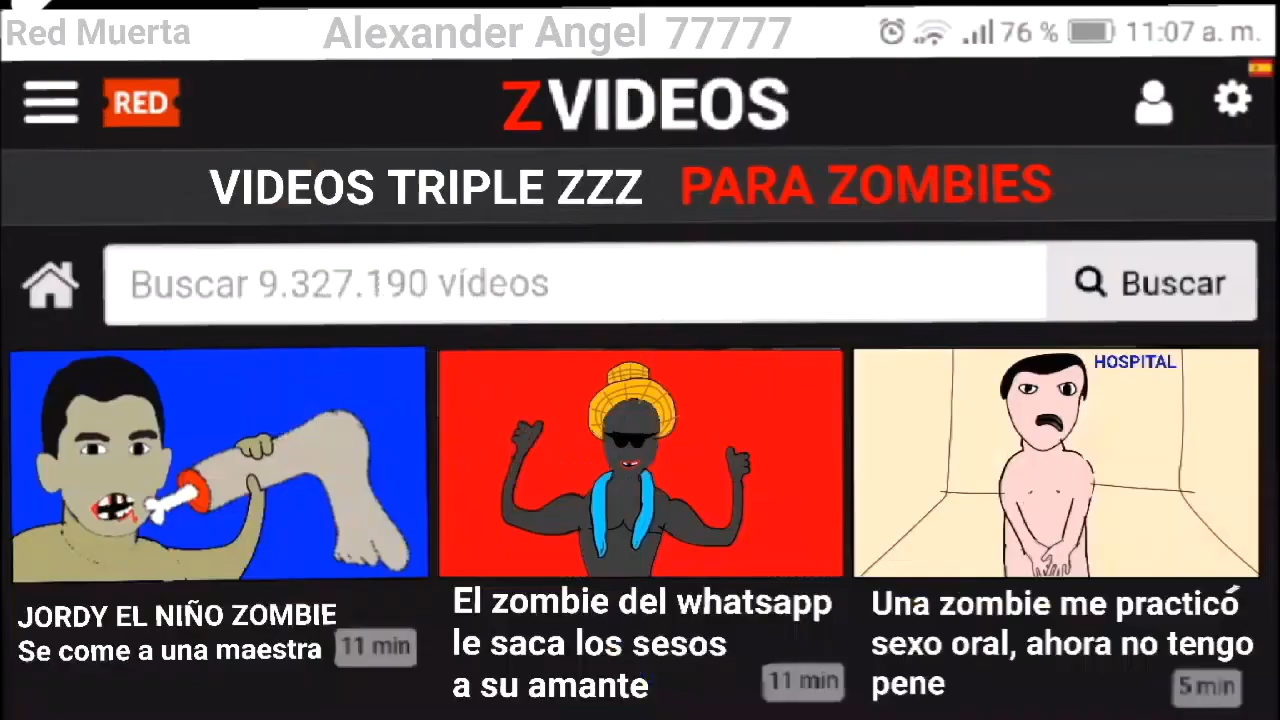 Red Muerta
Alexander Angel 77777
76 %
11:07 a. m.
RED
ZVIDEOS
VIDEOS TRIPLE ZZZ PARA ZOMBIES
Buscar 9.327.190 vídeos
Buscar
HOSPITAL
JORDY EL NIÑO ZOMBIE
Se come a una maestra
11 min
El zombie del whatsapp
le saca los sesos
a su amante
11 min
Una zombie me practicó
sexo oral, ahora no tengo
pene
5 min